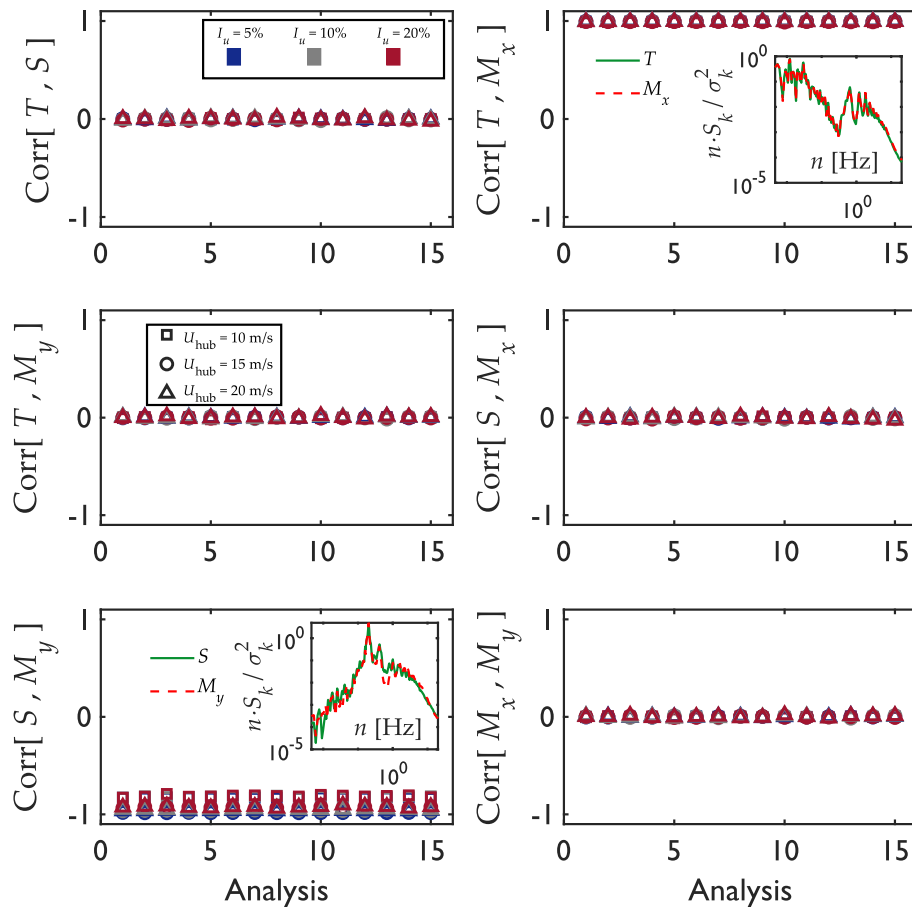 I_u = 5% I_u = 10% I_u = 20%
Corr[ T , S ]
1
0
-1
0 5 10 15
Corr[ T , M_x ]
1
0
-1
T
M_x
n·S_k / σ_k^2
10^0
10^-5
n [Hz]
10^0
0 5 10 15
Corr[ T , M_y ]
1
0
-1
U_hub = 10 m/s
U_hub = 15 m/s
U_hub = 20 m/s
0 5 10 15
Corr[ S , M_x ]
1
0
-1
0 5 10 15
Corr[ S , M_y ]
1
0
-1
S
M_y
n·S_k / σ_k^2
10^0
10^-5
n [Hz]
10^0
0 5 10 15
Analysis
Corr[ M_x , M_y ]
1
0
-1
0 5 10 15
Analysis